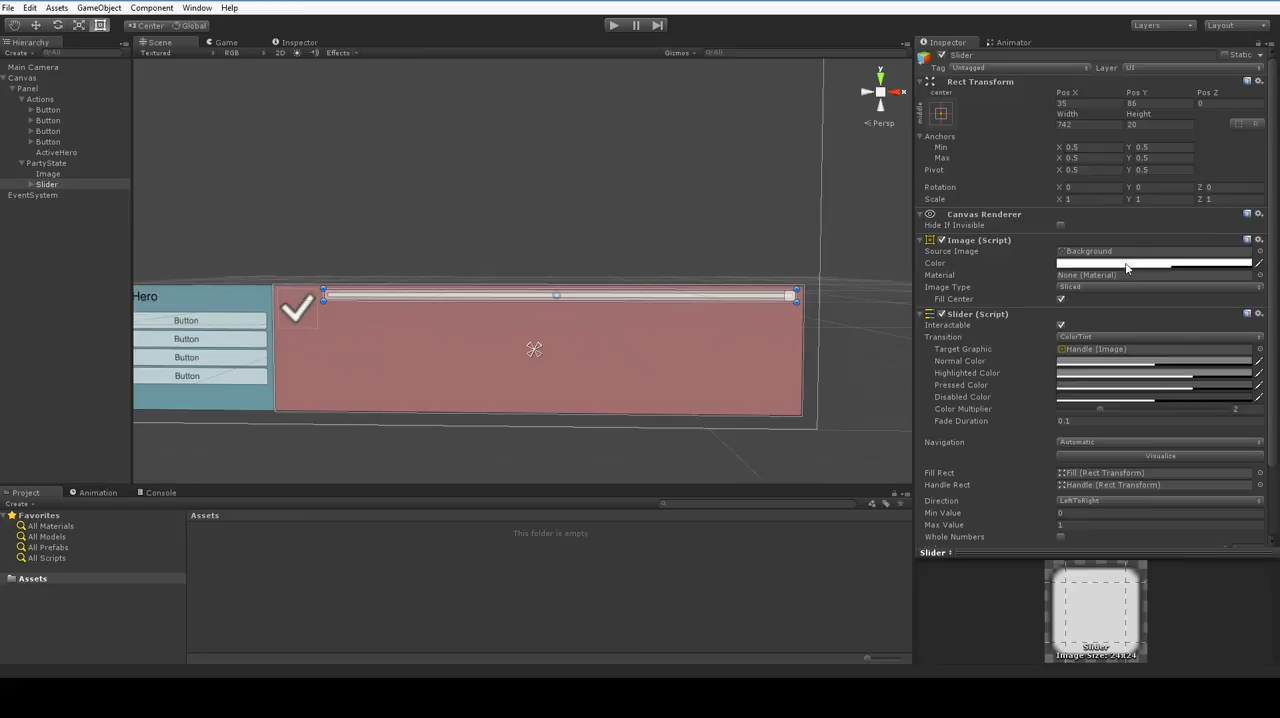 File Edit Assets GameObject Component Window Help
Center Global Layers Layout
Hierarchy Scene Game Inspector Inspector Animator
Create All Textured RGB 2D Effects Gizmos All
Slider Static
Tag Untagged Layer UI
Main Camera
Canvas
Panel
Actions
Button
Button
Button
Button
ActiveHero
PartyState
Image
Slider
EventSystem
y
x
Persp
Hero
Button
Button
Button
Button
Rect Transform
center
middle
Pos X Pos Y Pos Z
35 86 0
Width Height
742 20
R
Anchors
Min X 0.5 Y 0.5
Max X 0.5 Y 0.5
Pivot X 0.5 Y 0.5
Rotation X 0 Y 0 Z 0
Scale X 1 Y 1 Z 1
Canvas Renderer
Hide If Invisible
Image (Script)
Source Image Background
Color
Material None (Material)
Image Type Sliced
Fill Center
Slider (Script)
Interactable
Transition ColorTint
Target Graphic Handle (Image)
Normal Color
Highlighted Color
Pressed Color
Disabled Color
Color Multiplier 2
Fade Duration 0.1
Navigation Automatic
Visualize
Fill Rect Fill (Rect Transform)
Handle Rect Handle (Rect Transform)
Direction LeftToRight
Min Value 0
Max Value 1
Whole Numbers
Slider
Slider
Image Size: 24x24
Project Animation Console
Create
Favorites
All Materials
All Models
All Prefabs
All Scripts
Assets
Assets
This folder is empty